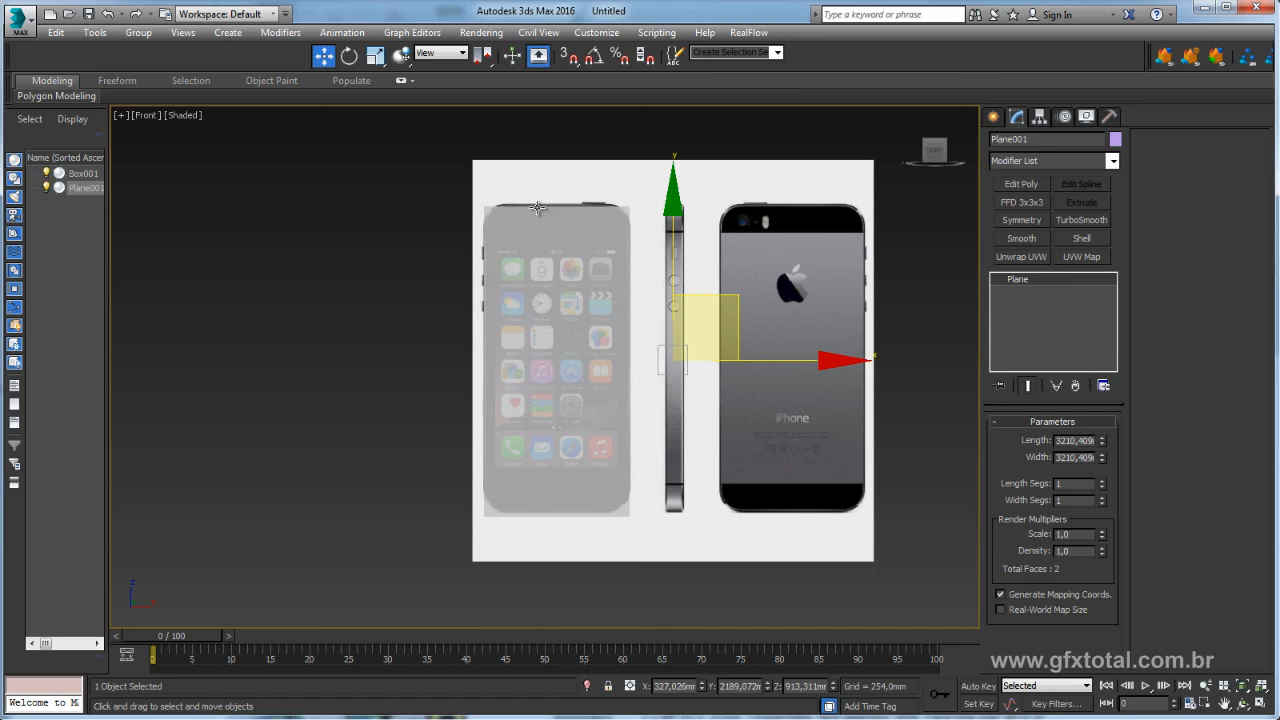 MAX
Workspace: Default
Autodesk 3ds Max 2016 Untitled
Type a keyword or phrase
Sign In
Edit Tools Group Views Create Modifiers Animation Graph Editors Rendering Civil View Customize Scripting Help RealFlow
View
Create Selection Se
Modeling Freeform Selection Object Paint Populate
Polygon Modeling
Select Display
Name (Sorted Ascen
Box001
Plane001
[+] [Front] [Shaded]
FRONT
y
x
iPhone
z
Plane001
Modifier List
Edit Poly Edit Spline
FFD 3x3x3 Extrude
Symmetry TurboSmooth
Smooth Shell
Unwrap UVW UVW Map
Plane
Parameters
Length: 3210,409
Width: 3210,409
Length Segs: 1
Width Segs: 1
Render Multipliers
Scale: 1,0
Density: 1,0
Total Faces : 2
Generate Mapping Coords.
Real-World Map Size
0 / 100
0 5 10 15 20 25 30 35 40 45 50 55 60 65 70 75 80 85 90 95 100
www.gfxtotal.com.br
1 Object Selected
X: 327,026mm Y: 2189,072m Z: 913,311mm Grid = 254,0mm
Auto Key Selected
Welcome to M
Click and drag to select and move objects
Add Time Tag
Set Key Key Filters...
0